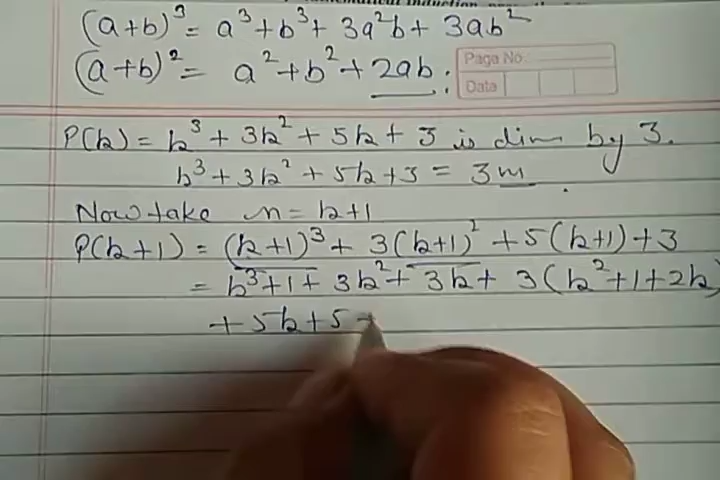 (a+b)³ = a³+b³+ 3a²b + 3ab²
(a+b)² = a²+b²+ 2ab :
Page No.
Data
P(k) = k³ + 3k² + 5k + 3 is divn by 3.
k³ + 3k² + 5k+3 = 3m .
Now take n = k+1
P(k+1) = (k+1)³ + 3(k+1)² + 5(k+1) + 3
= k³+1+ 3k²+ 3k + 3(k²+1+2k)
+ 5k+5 +